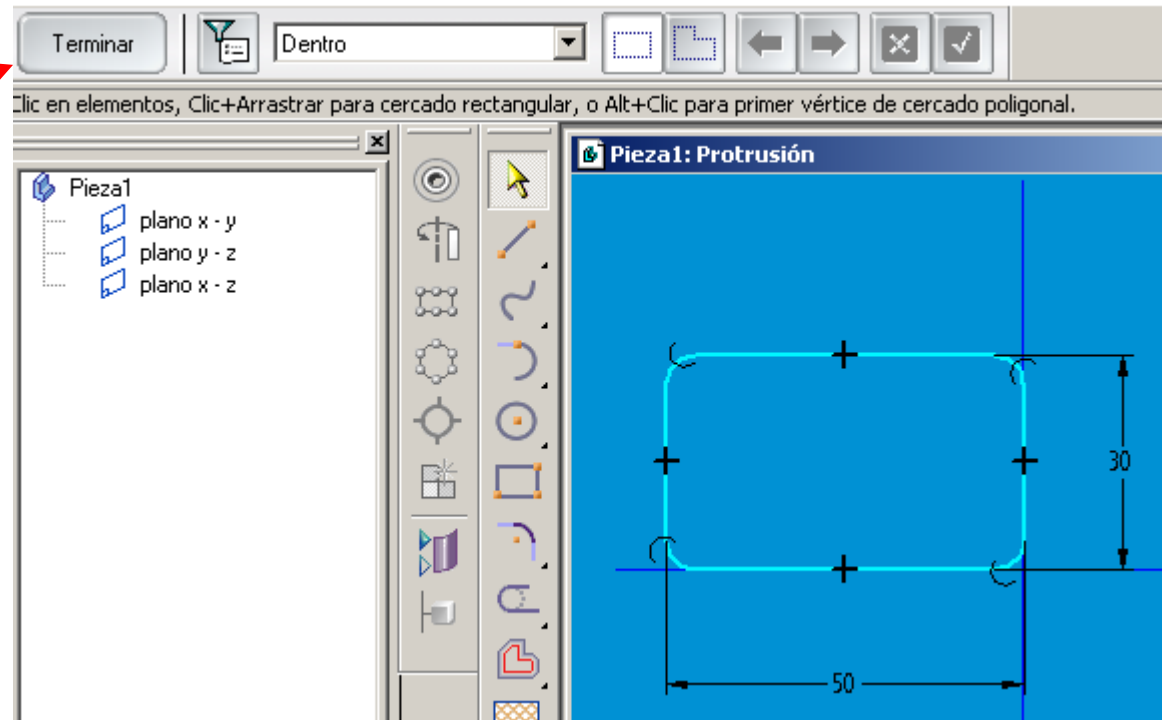 Terminar
Dentro
Clic en elementos, Clic+Arrastrar para cercado rectangular, o Alt+Clic para primer vértice de cercado poligonal.
Pieza1: Protrusión
Pieza1
plano x - y
plano y - z
plano x - z
30
50